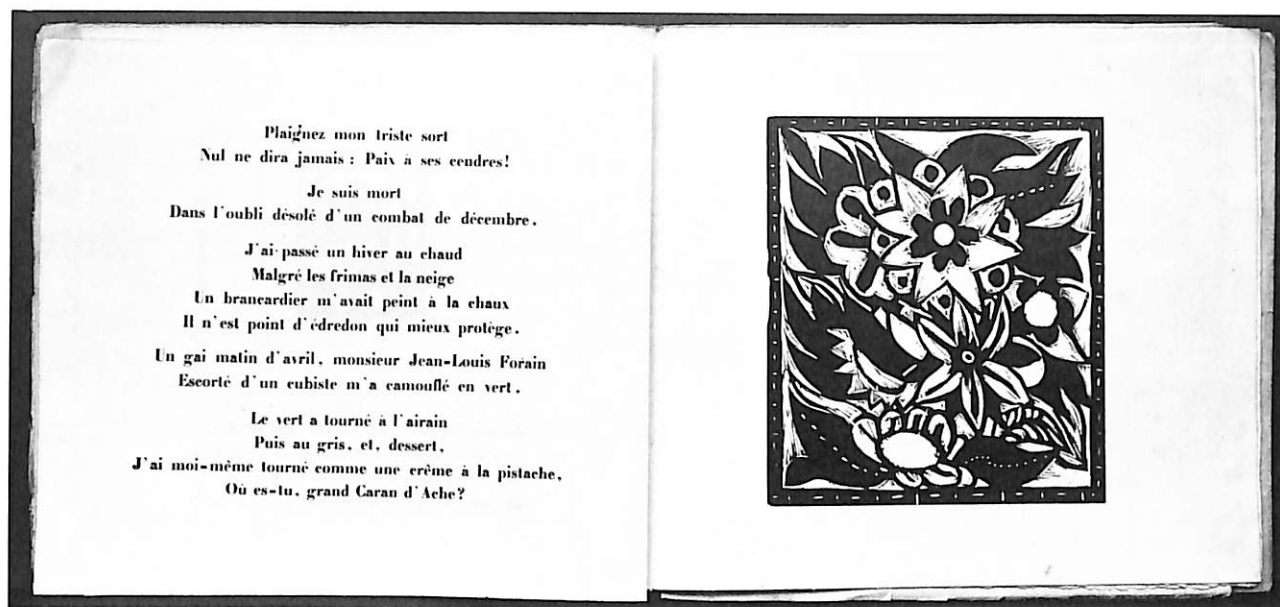 Plaignez mon triste sort
Nul ne dira jamais : Paix à ses cendres!
Je suis mort
Dans l'oubli désolé d'un combat de décembre.
J'ai passé un hiver au chaud
Malgré les frimas et la neige
Un brancardier m'avait peint à la chaux
Il n'est point d'édredon qui mieux protège.
Un gai matin d'avril, monsieur Jean-Louis Forain
Escorté d'un cubiste m'a camouflé en vert.
Le vert a tourné à l'airain
Puis au gris, et, dessert,
J'ai moi-même tourné comme une crème à la pistache,
Où es-tu, grand Caran d'Ache?